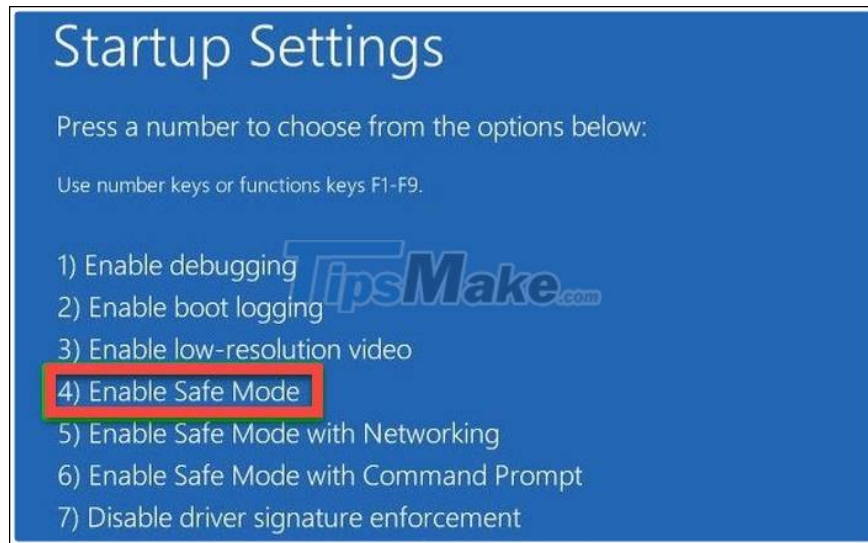 Startup Settings
Press a number to choose from the options below:
Use number keys or functions keys F1-F9.
1) Enable debugging
TipsMake.com
2) Enable boot logging
3) Enable low-resolution video
4) Enable Safe Mode
5) Enable Safe Mode with Networking
6) Enable Safe Mode with Command Prompt
7) Disable driver signature enforcement